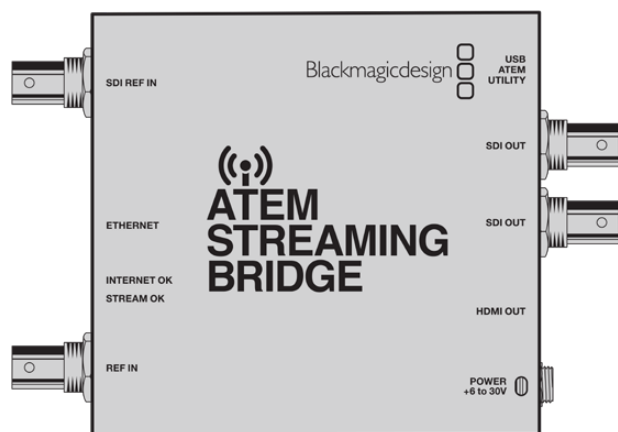 SDI REF IN
Blackmagicdesign
USB
ATEM
UTILITY
SDI OUT
ATEM
STREAMING
BRIDGE
ETHERNET
SDI OUT
INTERNET OK
STREAM OK
HDMI OUT
REF IN
POWER
+6 to 30V